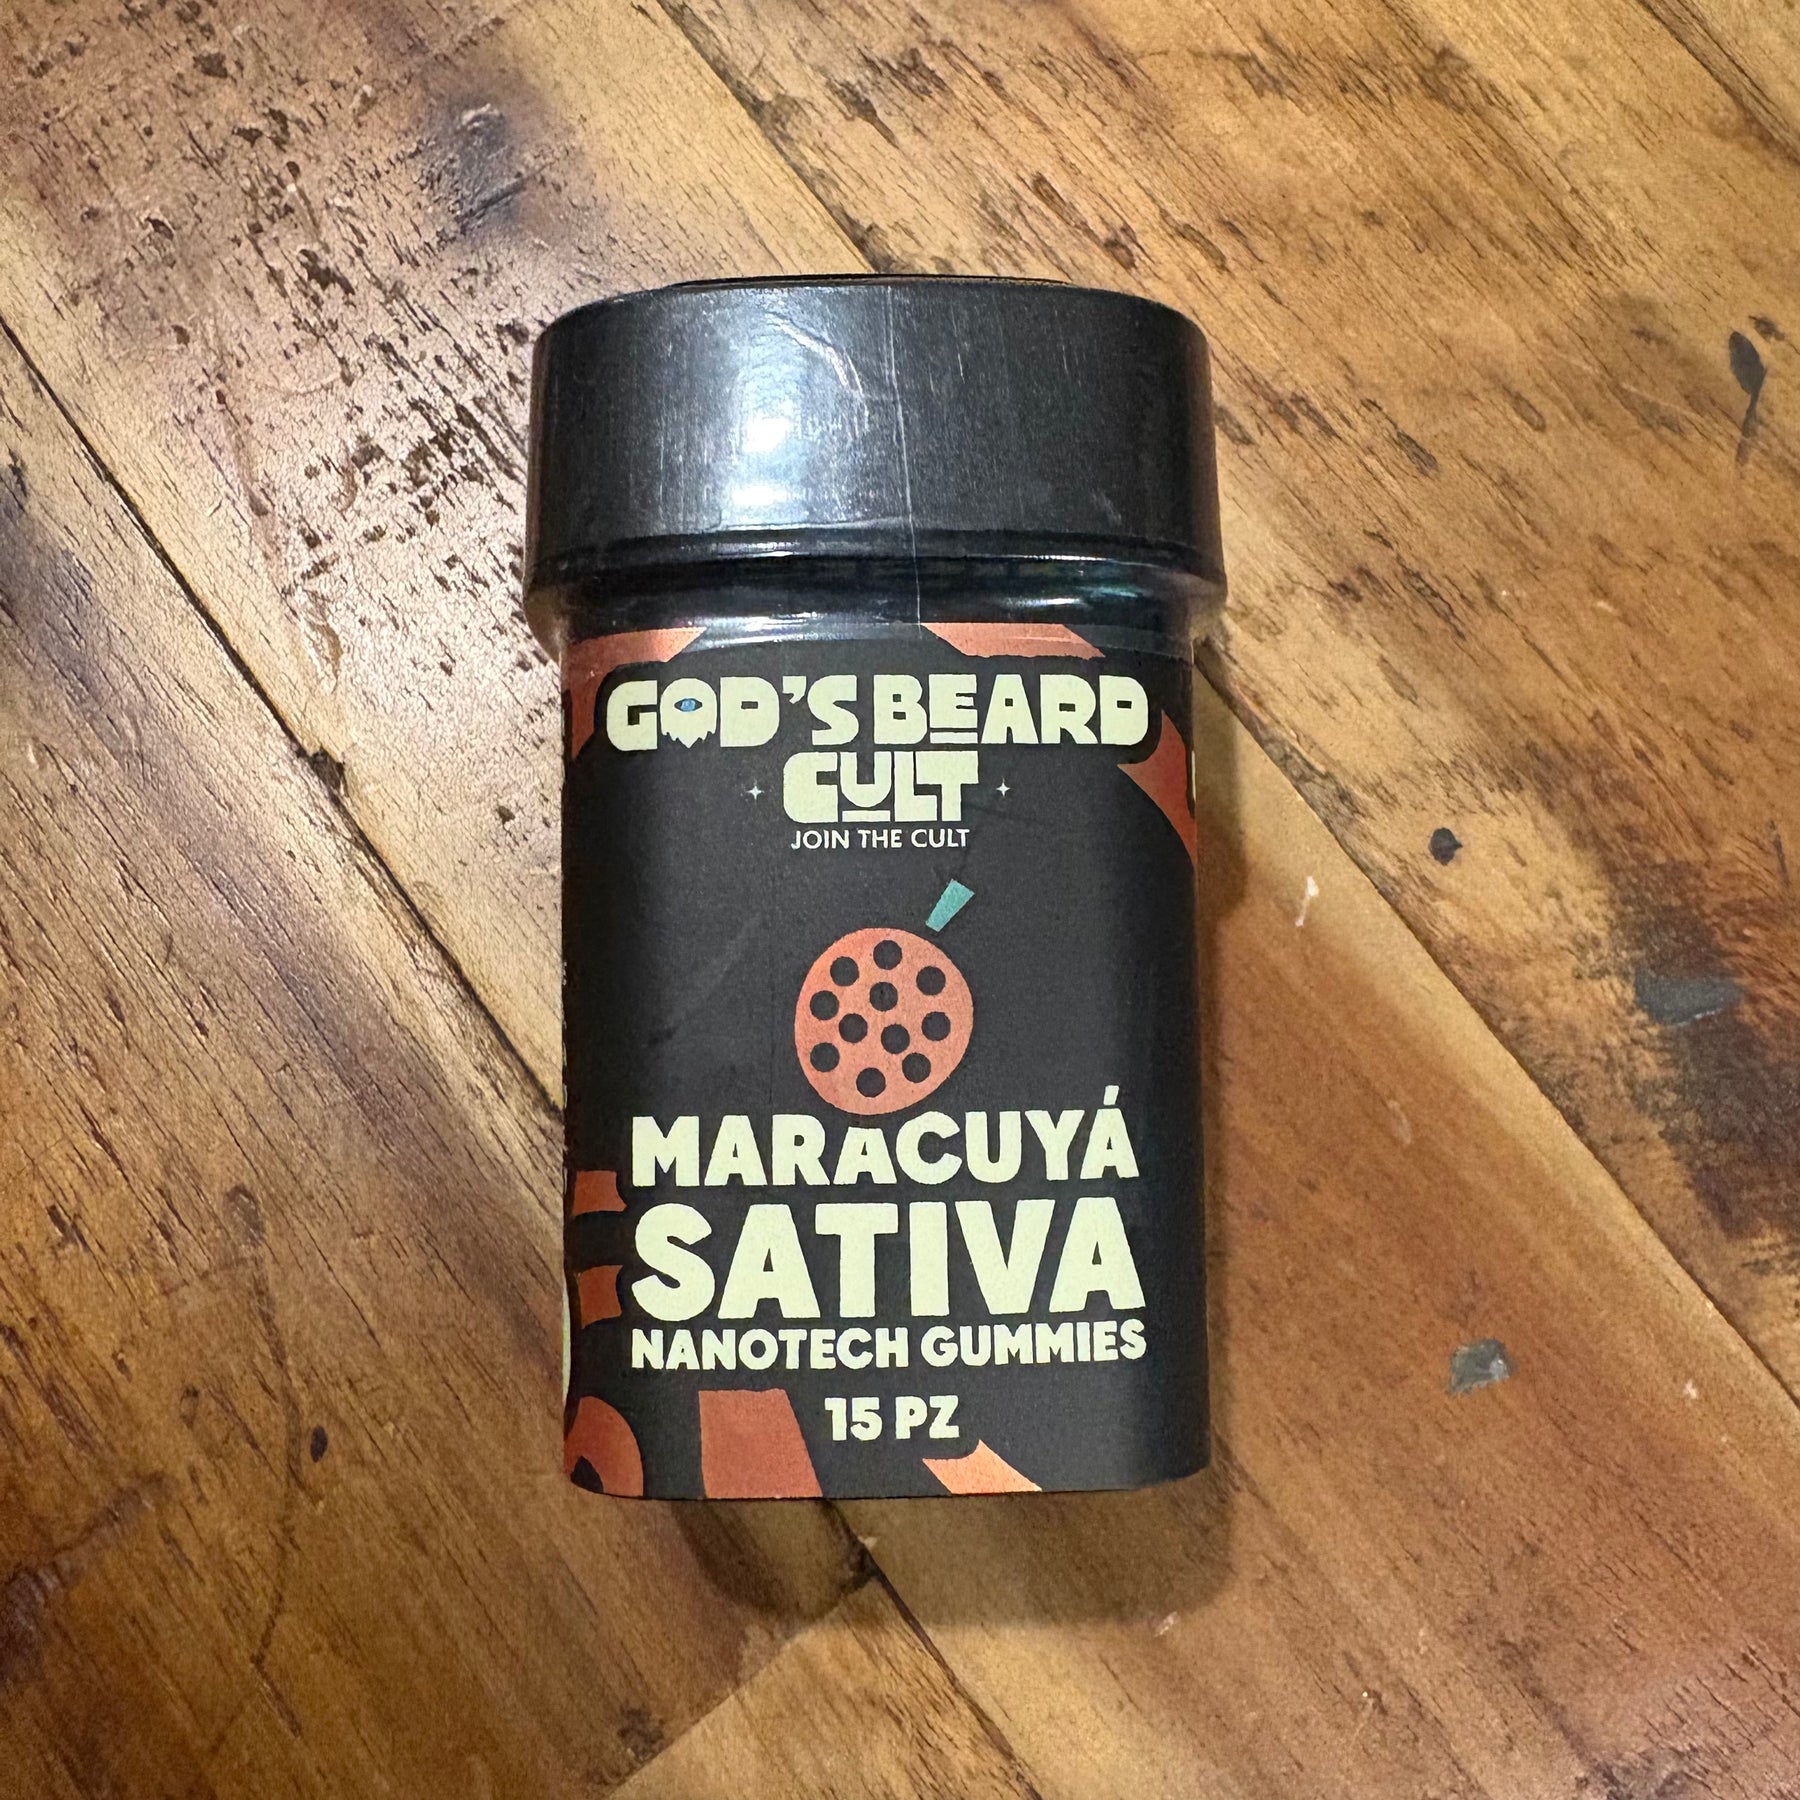 GOD'S BEARD
CULT
JOIN THE CULT
MARACUYÁ
SATIVA
NANOTECH GUMMIES
15 PZ